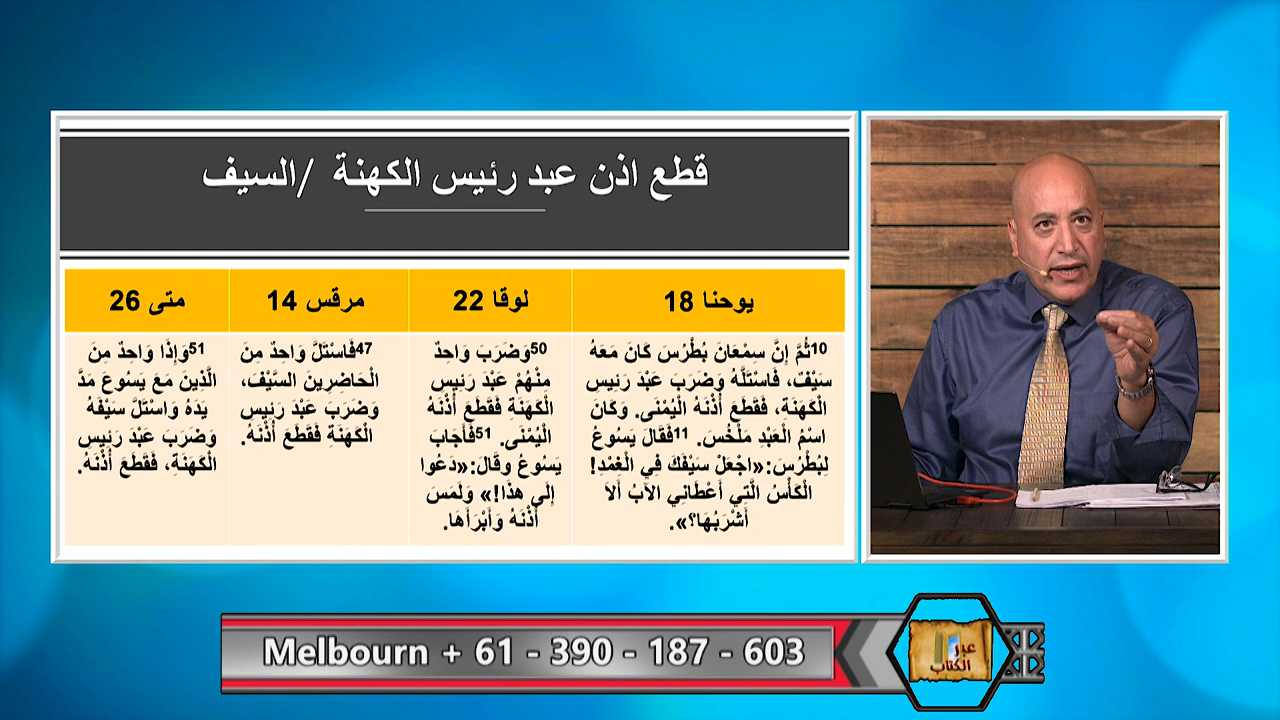 قطع اذن عبد رئيس الكهنة /السيف
يوحنا 18
10ثُمَّ إِنَّ سِمْعَانَ بُطْرُسَ كَانَ مَعَهُ
سَيْفٌ، فَاسْتَلَّهُ وَضَرَبَ عَبْدَ رَئِيسِ
الْكَهَنَةِ، فَقَطَعَ أُذْنَهُ الْيُمْنَى. وَكَانَ
اسْمُ الْعَبْدِ مَلْخُسَ. 11فَقَالَ يَسُوعُ
لِبُطْرُسَ:«اجْعَلْ سَيْفَكَ فِي الْغِمْدِ!
الْكَأْسُ الَّتِي أَعْطَانِي الآبُ أَلاَ
أَشْرَبُهَا؟».
لوقا 22
50وَضَرَبَ وَاحِدٌ
مِنْهُمْ عَبْدَ رَئِيسِ
الْكَهَنَةِ فَقَطَعَ أُذْنَهُ
الْيُمْنَى. 51فَأَجَابَ
يَسُوعُ وقَالَ:«دَعُوا
إِلَى هذَا!» وَلَمَسَ
أُذْنَهُ وَأَبْرَأَهَا.
مرقس 14
47فَاسْتَلَّ وَاحِدٌ مِنَ
الْحَاضِرِينَ السَّيْفَ،
وَضَرَبَ عَبْدَ رَئِيسِ
الْكَهَنَةِ فَقَطَعَ أُذْنَهُ.
متى 26
51وَإِذَا وَاحِدٌ مِنَ
الَّذِينَ مَعَ يَسُوعَ مَدَّ
يَدَهُ وَاسْتَلَّ سَيْفَهُ
وَضَرَبَ عَبْدَ رَئِيسِ
الْكَهَنَةِ، فَقَطَعَ أُذْنَهُ.
Melbourn + 61 - 390 - 187 - 603
عبر
الكتاب